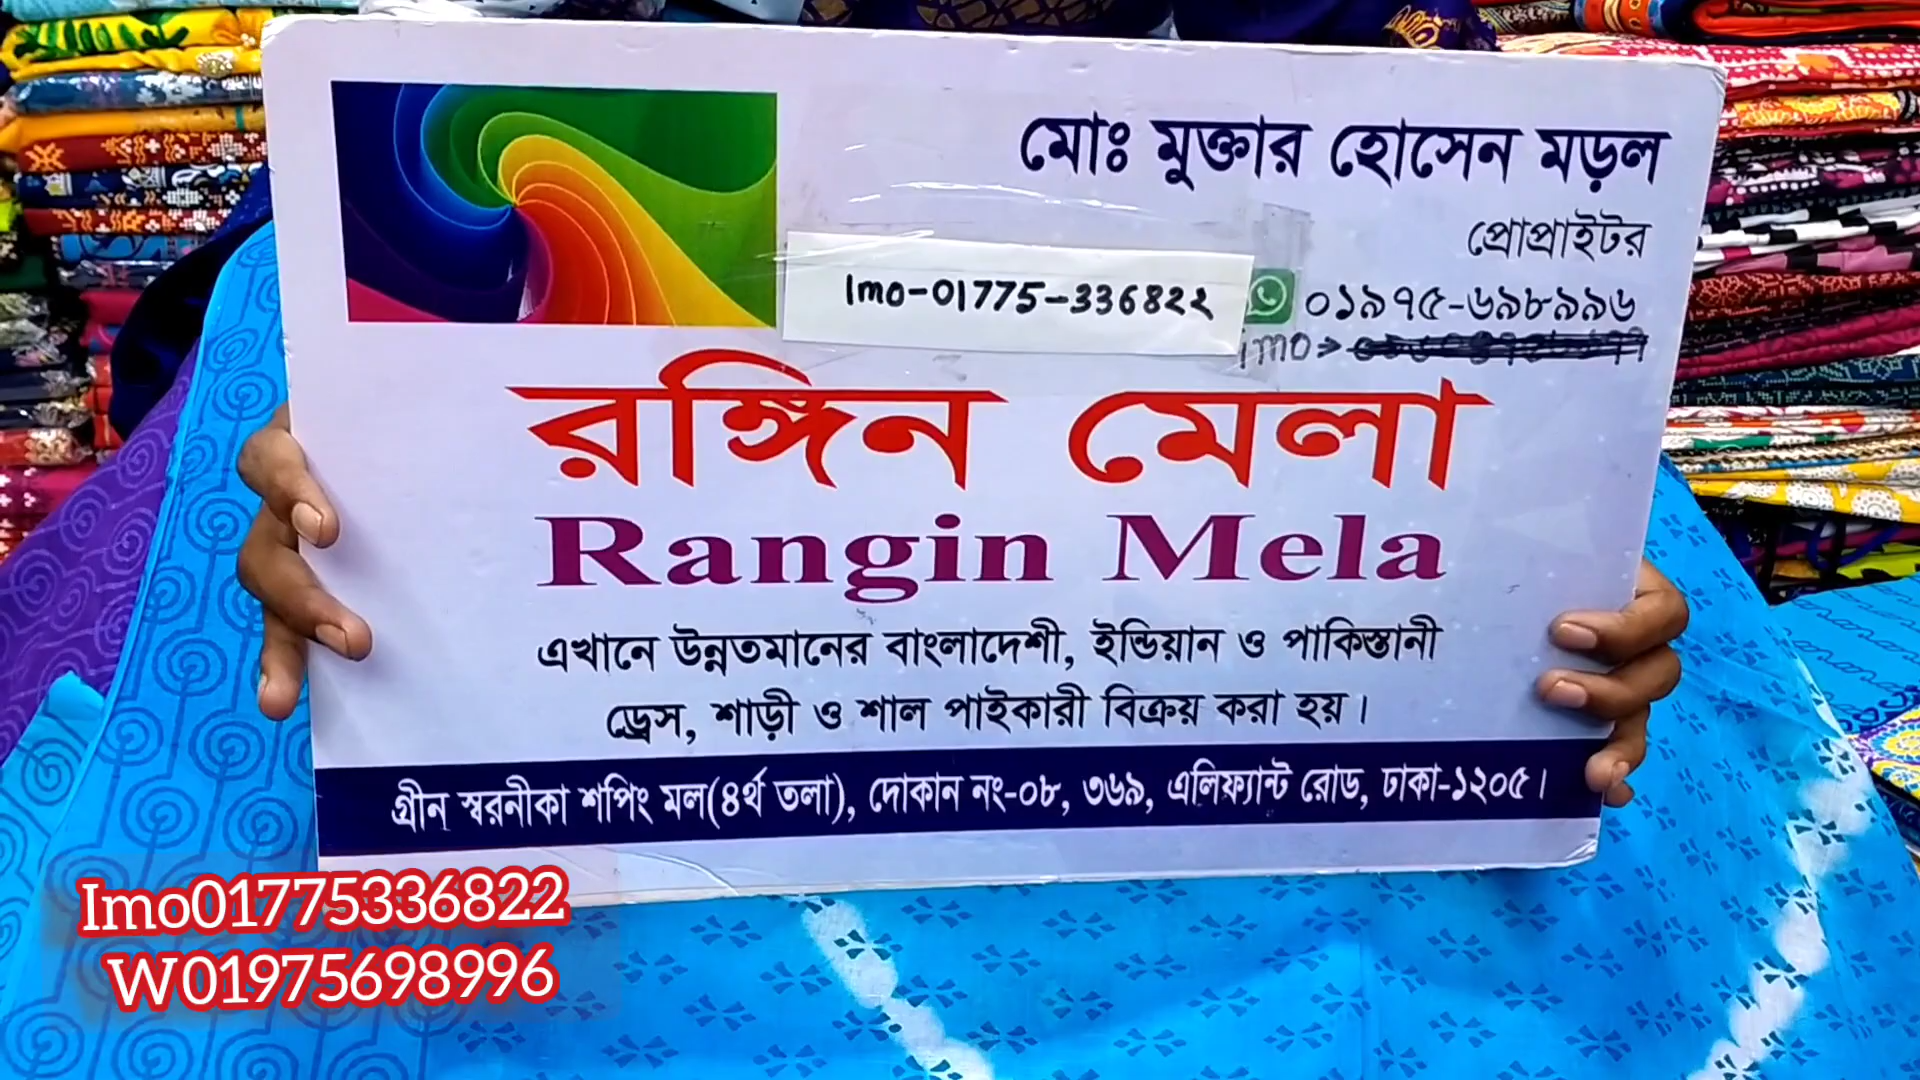 মোঃ মুক্তার হোসেন মড়ল
প্রোপ্রাইটর
Imo-01775-336822
০১৯৭৫-৬৯৮৯৯৬
imo>
রঙ্গিন মেলা
Rangin Mela
এখানে উন্নতমানের বাংলাদেশী, ইন্ডিয়ান ও পাকিস্তানী
ড্রেস, শাড়ী ও শাল পাইকারী বিক্রয় করা হয়।
গ্রীন স্বরনীকা শপিং মল(৪র্থ তলা), দোকান নং-০৮, ৩৬৯, এলিফ্যান্ট রোড, ঢাকা-১২০৫।
Imo01775336822
W01975698996